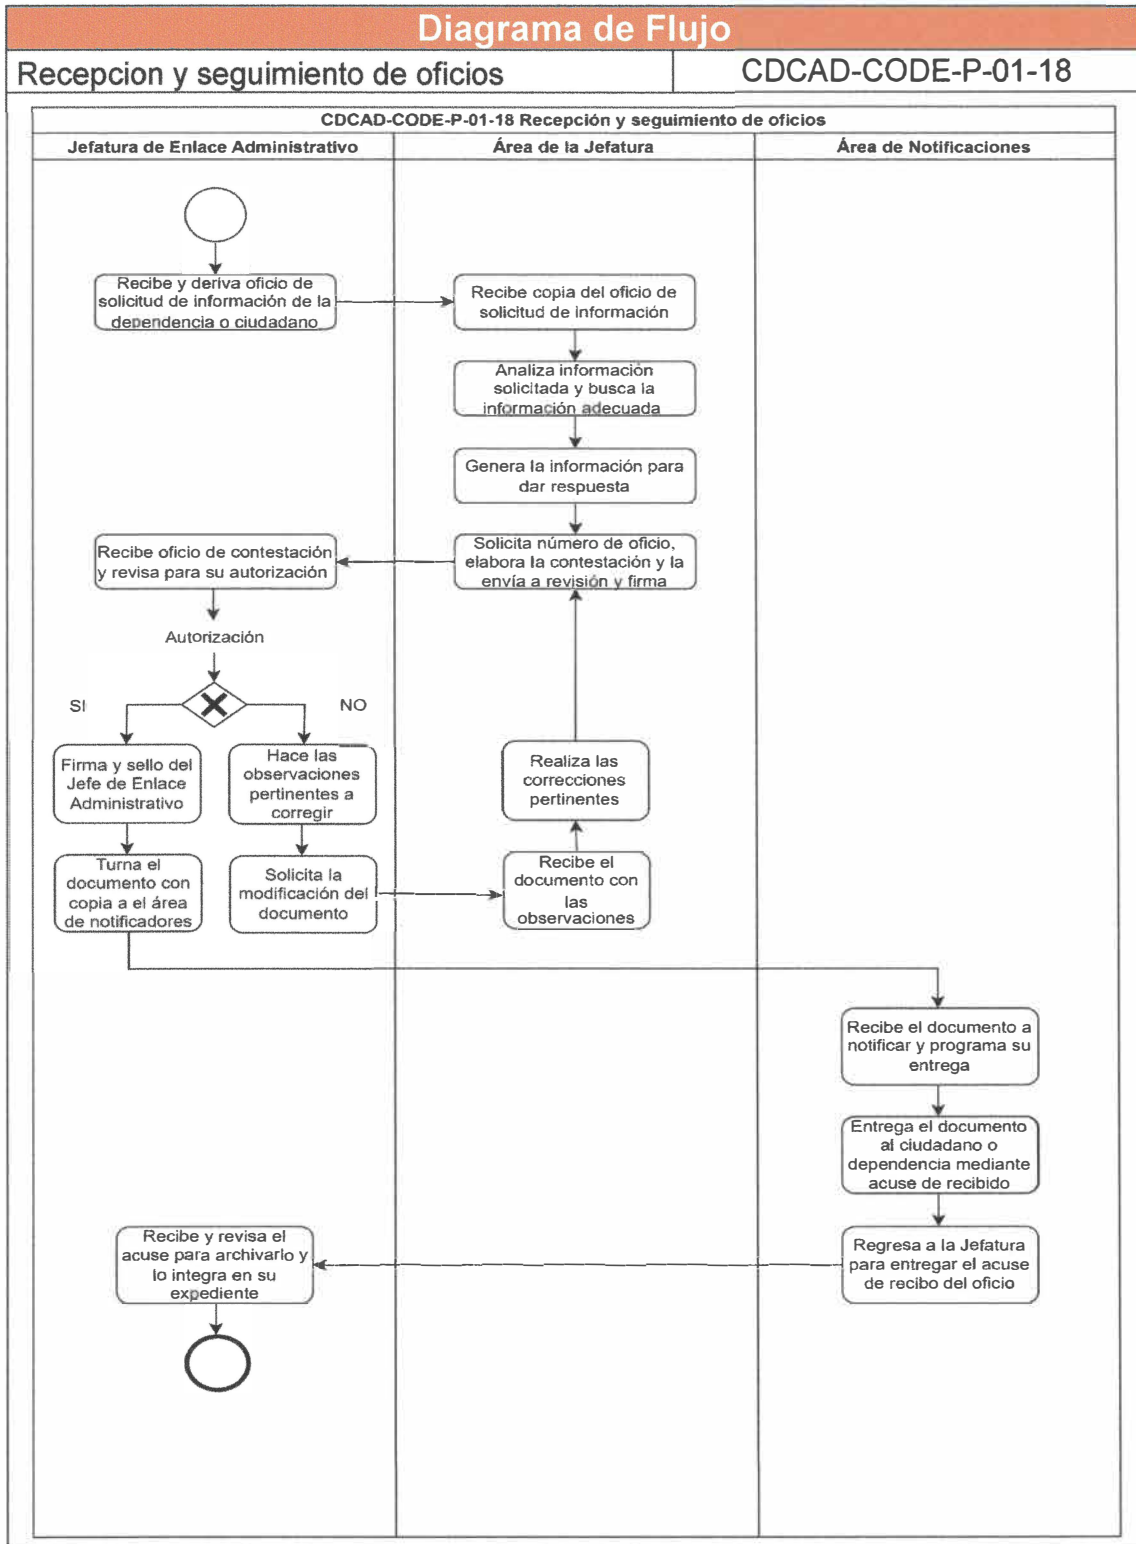 Diagrama de Flujo
Recepcion y seguimiento de oficios
CDCAD-CODE-P-01-18
CDCAD-CODE-P-01-18 Recepción y seguimiento de oficios
Jefatura de Enlace Administrativo
Área de la Jefatura
Área de Notificaciones
Recibe y deriva oficio de
solicitud de información de la
dependencia o ciudadano
Recibe copia del oficio de
solicitud de información
Analiza información
solicitada y busca la
información adecuada
Genera la información para
dar respuesta
Solicita número de oficio,
elabora la contestación y la
envía a revisión y firma
Recibe oficio de contestación
y revisa para su autorización
Autorización
SI
NO
Firma y sello del
Jefe de Enlace
Administrativo
Hace las
observaciones
pertinentes a
corregir
Realiza las
correcciones
pertinentes
Turna el
documento con
copia a el área
de notificadores
Solicita la
modificación del
documento
Recibe el
documento con
las
observaciones
Recibe el documento a
notificar y programa su
entrega
Entrega el documento
al ciudadano o
dependencia mediante
acuse de recibido
Regresa a la Jefatura
para entregar el acuse
de recibo del oficio
Recibe y revisa el
acuse para archivarlo y
lo integra en su
expediente